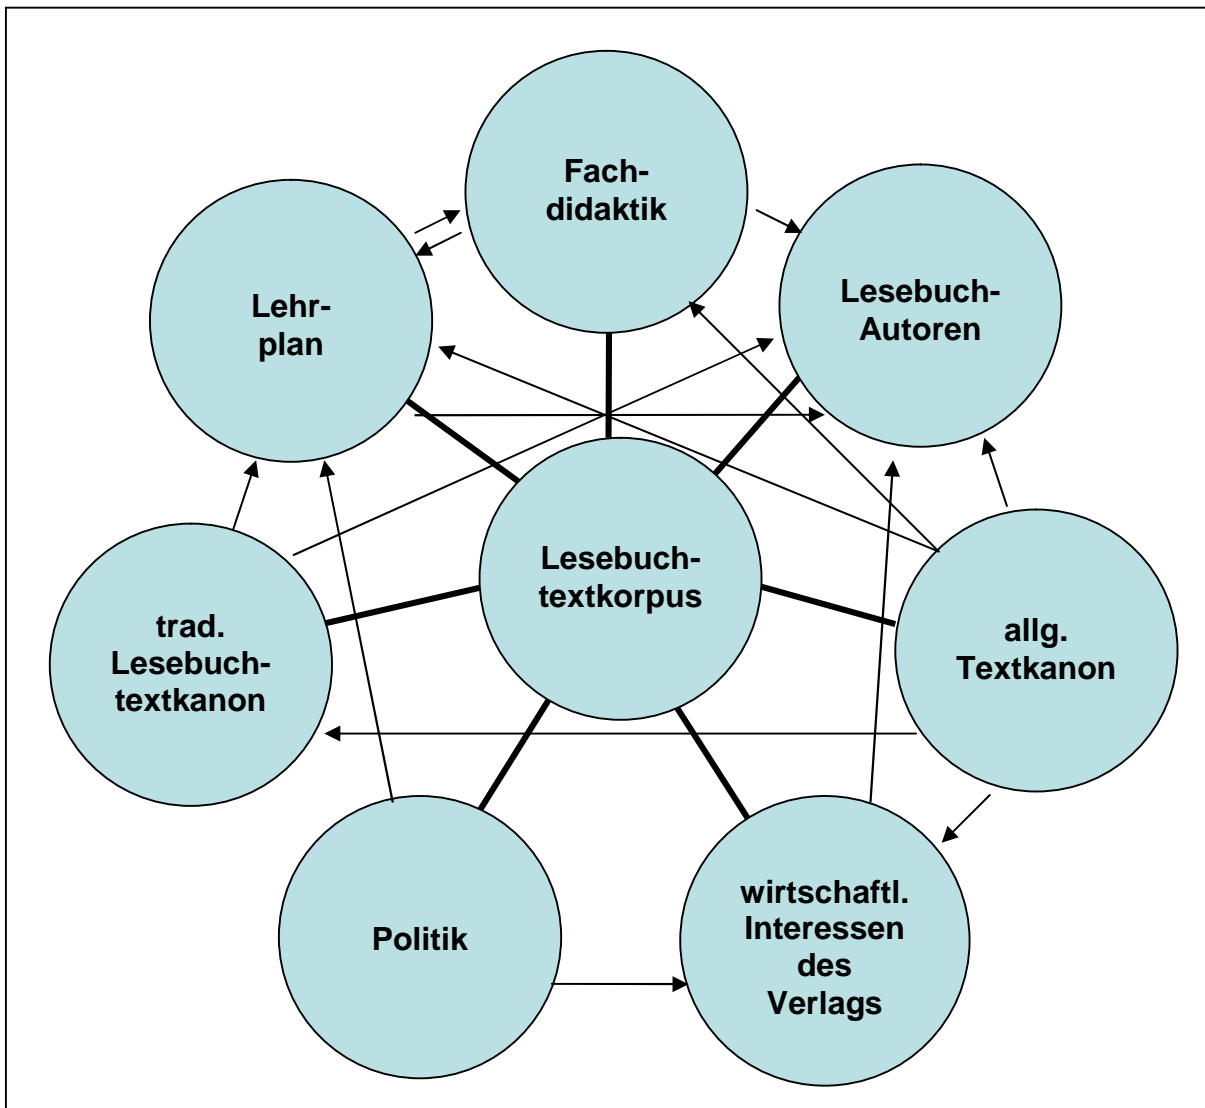 Fach-
didaktik
Lesebuch-
Autoren
Lehr-
plan
Lesebuch-
textkorpus
trad.
Lesebuch-
textkanon
allg.
Textkanon
Politik
wirtschaftl.
Interessen
des
Verlags